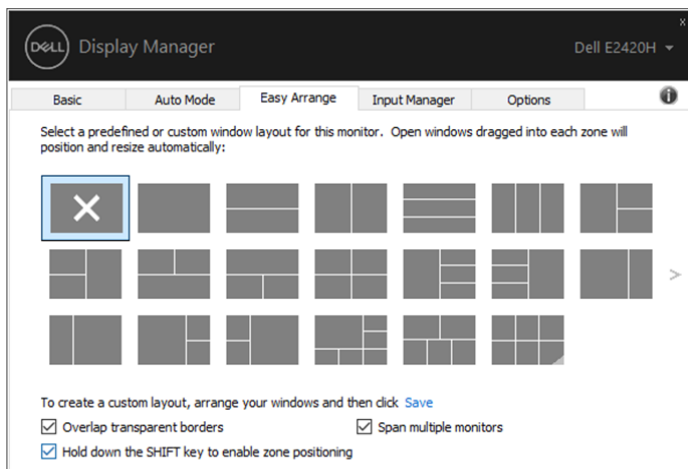 x
DELL Display Manager Dell E2420H
Basic Auto Mode Easy Arrange Input Manager Options i
Select a predefined or custom window layout for this monitor. Open windows dragged into each zone will
position and resize automatically:
>
To create a custom layout, arrange your windows and then click Save
Overlap transparent borders Span multiple monitors
Hold down the SHIFT key to enable zone positioning